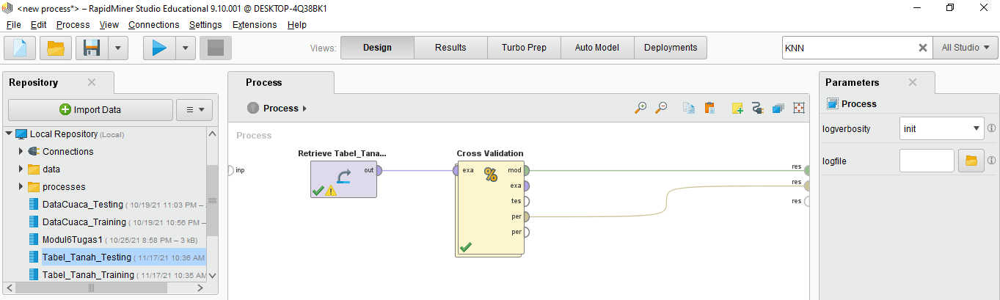 <new process*> – RapidMiner Studio Educational 9.10.001 @ DESKTOP-4Q38BK1
File Edit Process View Connections Settings Extensions Help
Views: Design Results Turbo Prep Auto Model Deployments KNN All Studio
Repository
Import Data
Local Repository (Local)
Connections
data
processes
DataCuaca_Testing ( 10/19/21 11:03 PM –
DataCuaca_Training ( 10/19/21 10:56 PM –
Modul6Tugas1 ( 10/25/21 8:58 PM – 3 kB)
Tabel_Tanah_Testing ( 11/17/21 10:36 AM
Tabel_Tanah_Training ( 11/17/21 10:35 AM
Process
Process
Process
inp
Retrieve Tabel_Tana...
out
Cross Validation
exa
%
mod
exa
tes
per
per
res
res
res
Parameters
Process
logverbosity
init
logfile